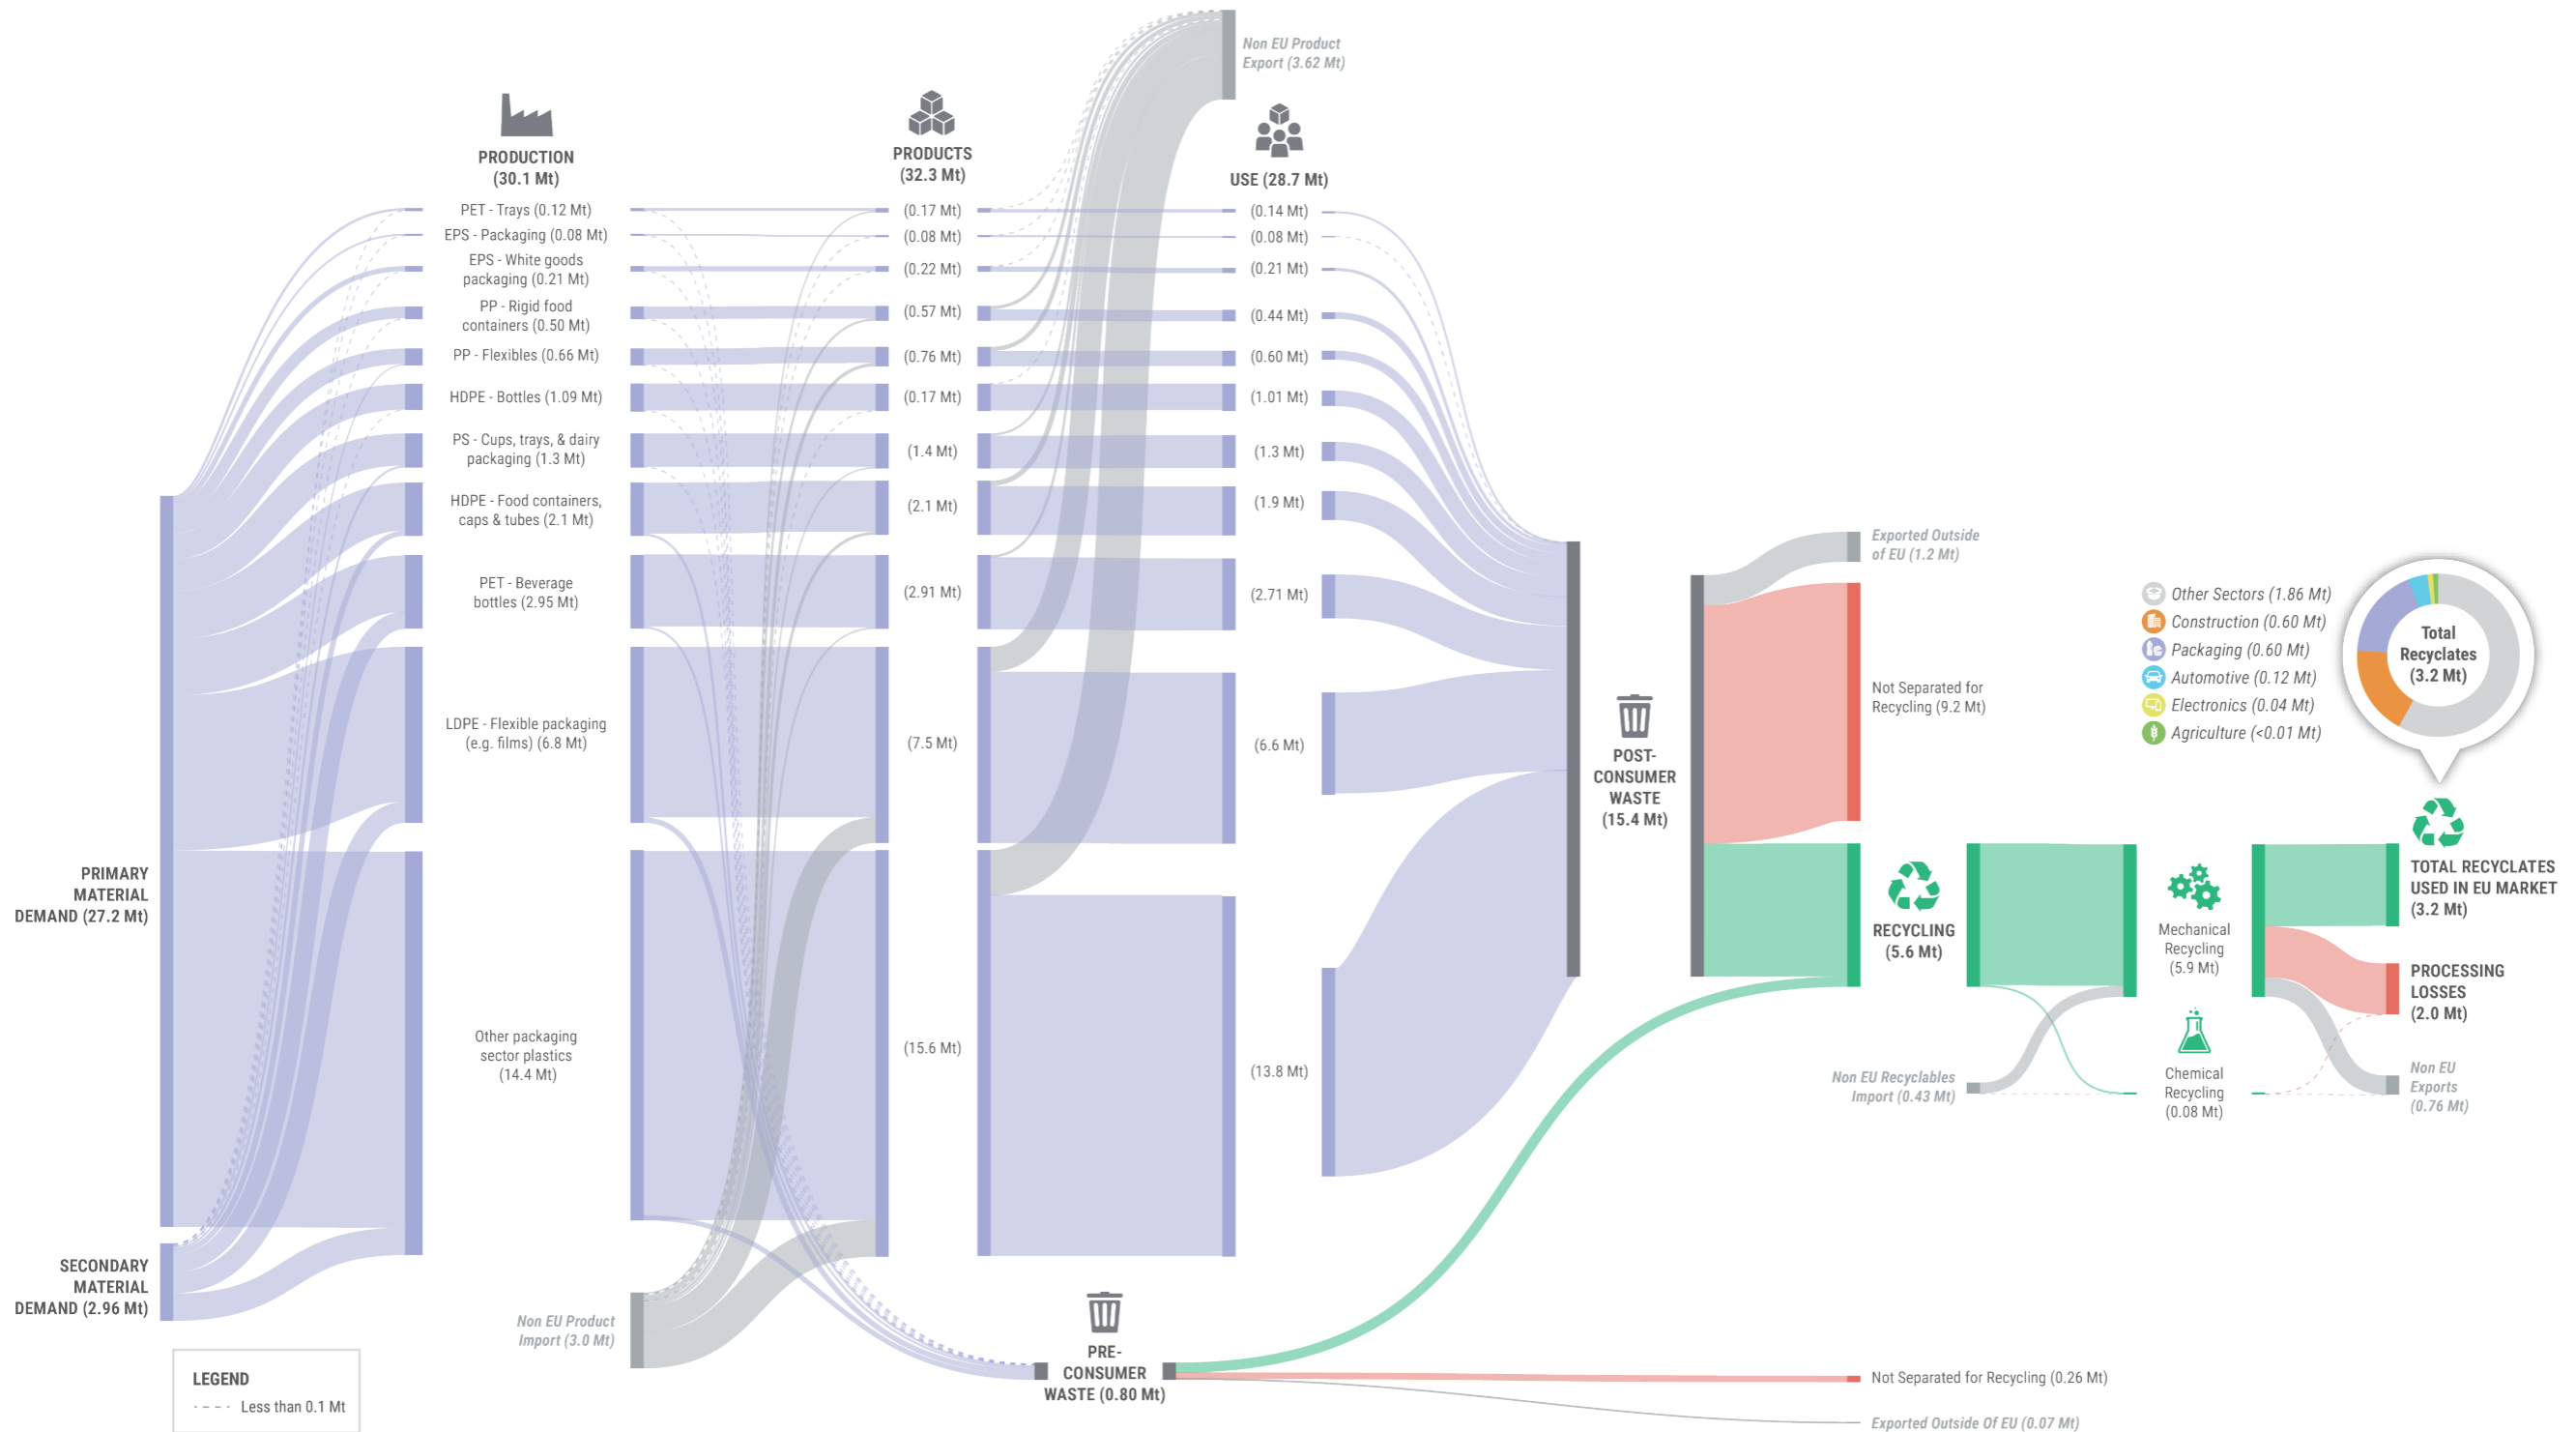 Non EU Product
Export (3.62 Mt)
PRODUCTION
(30.1 Mt)
PRODUCTS
(32.3 Mt)
USE (28.7 Mt)
PET - Trays (0.12 Mt)
(0.17 Mt)
(0.14 Mt)
EPS - Packaging (0.08 Mt)
(0.08 Mt)
(0.08 Mt)
EPS - White goods
packaging (0.21 Mt)
(0.22 Mt)
(0.21 Mt)
PP - Rigid food
containers (0.50 Mt)
(0.57 Mt)
(0.44 Mt)
PP - Flexibles (0.66 Mt)
(0.76 Mt)
(0.60 Mt)
HDPE - Bottles (1.09 Mt)
(0.17 Mt)
(1.01 Mt)
PS - Cups, trays, & dairy
packaging (1.3 Mt)
(1.4 Mt)
(1.3 Mt)
HDPE - Food containers,
caps & tubes (2.1 Mt)
(2.1 Mt)
(1.9 Mt)
PET - Beverage
bottles (2.95 Mt)
(2.91 Mt)
(2.71 Mt)
LDPE - Flexible packaging
(e.g. films) (6.8 Mt)
(7.5 Mt)
(6.6 Mt)
Other packaging
sector plastics
(14.4 Mt)
(15.6 Mt)
(13.8 Mt)
PRIMARY
MATERIAL
DEMAND (27.2 Mt)
SECONDARY
MATERIAL
DEMAND (2.96 Mt)
Non EU Product
Import (3.0 Mt)
LEGEND
Less than 0.1 Mt
PRE-
CONSUMER
WASTE (0.80 Mt)
POST-
CONSUMER
WASTE
(15.4 Mt)
Exported Outside
of EU (1.2 Mt)
Not Separated for
Recycling (9.2 Mt)
RECYCLING
(5.6 Mt)
Non EU Recyclables
Import (0.43 Mt)
Mechanical
Recycling
(5.9 Mt)
Chemical
Recycling
(0.08 Mt)
Other Sectors (1.86 Mt)
Construction (0.60 Mt)
Packaging (0.60 Mt)
Automotive (0.12 Mt)
Electronics (0.04 Mt)
Agriculture (<0.01 Mt)
Total
Recyclates
(3.2 Mt)
TOTAL RECYCLATES
USED IN EU MARKET
(3.2 Mt)
PROCESSING
LOSSES
(2.0 Mt)
Non EU
Exports
(0.76 Mt)
Not Separated for Recycling (0.26 Mt)
Exported Outside Of EU (0.07 Mt)